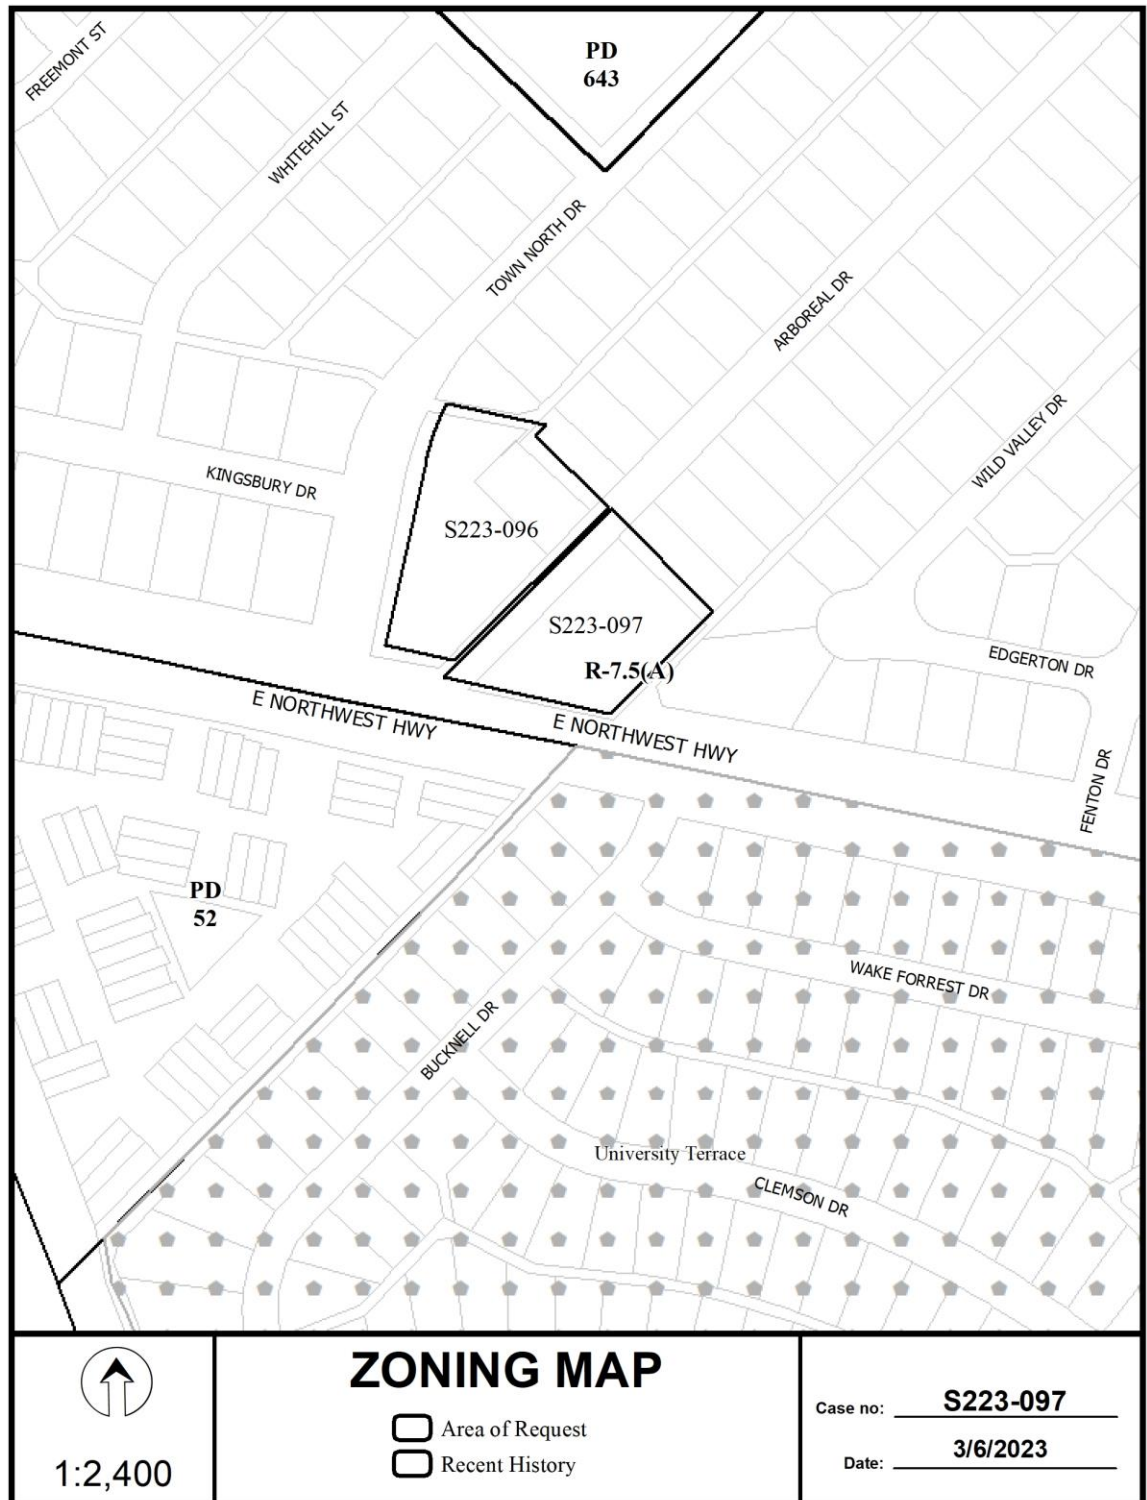 PD
643
FREEMONT ST
WHITEHILL ST
TOWN NORTH DR
ARBOREAL DR
WILD VALLEY DR
KINGSBURY DR
S223-096
S223-097
R-7.5(A)
EDGERTON DR
E NORTHWEST HWY
E NORTHWEST HWY
FENTON DR
PD
52
WAKE FORREST DR
BUCKNELL DR
University Terrace
CLEMSON DR
1:2,400
ZONING MAP
Area of Request
Recent History
Case no: S223-097
Date: 3/6/2023